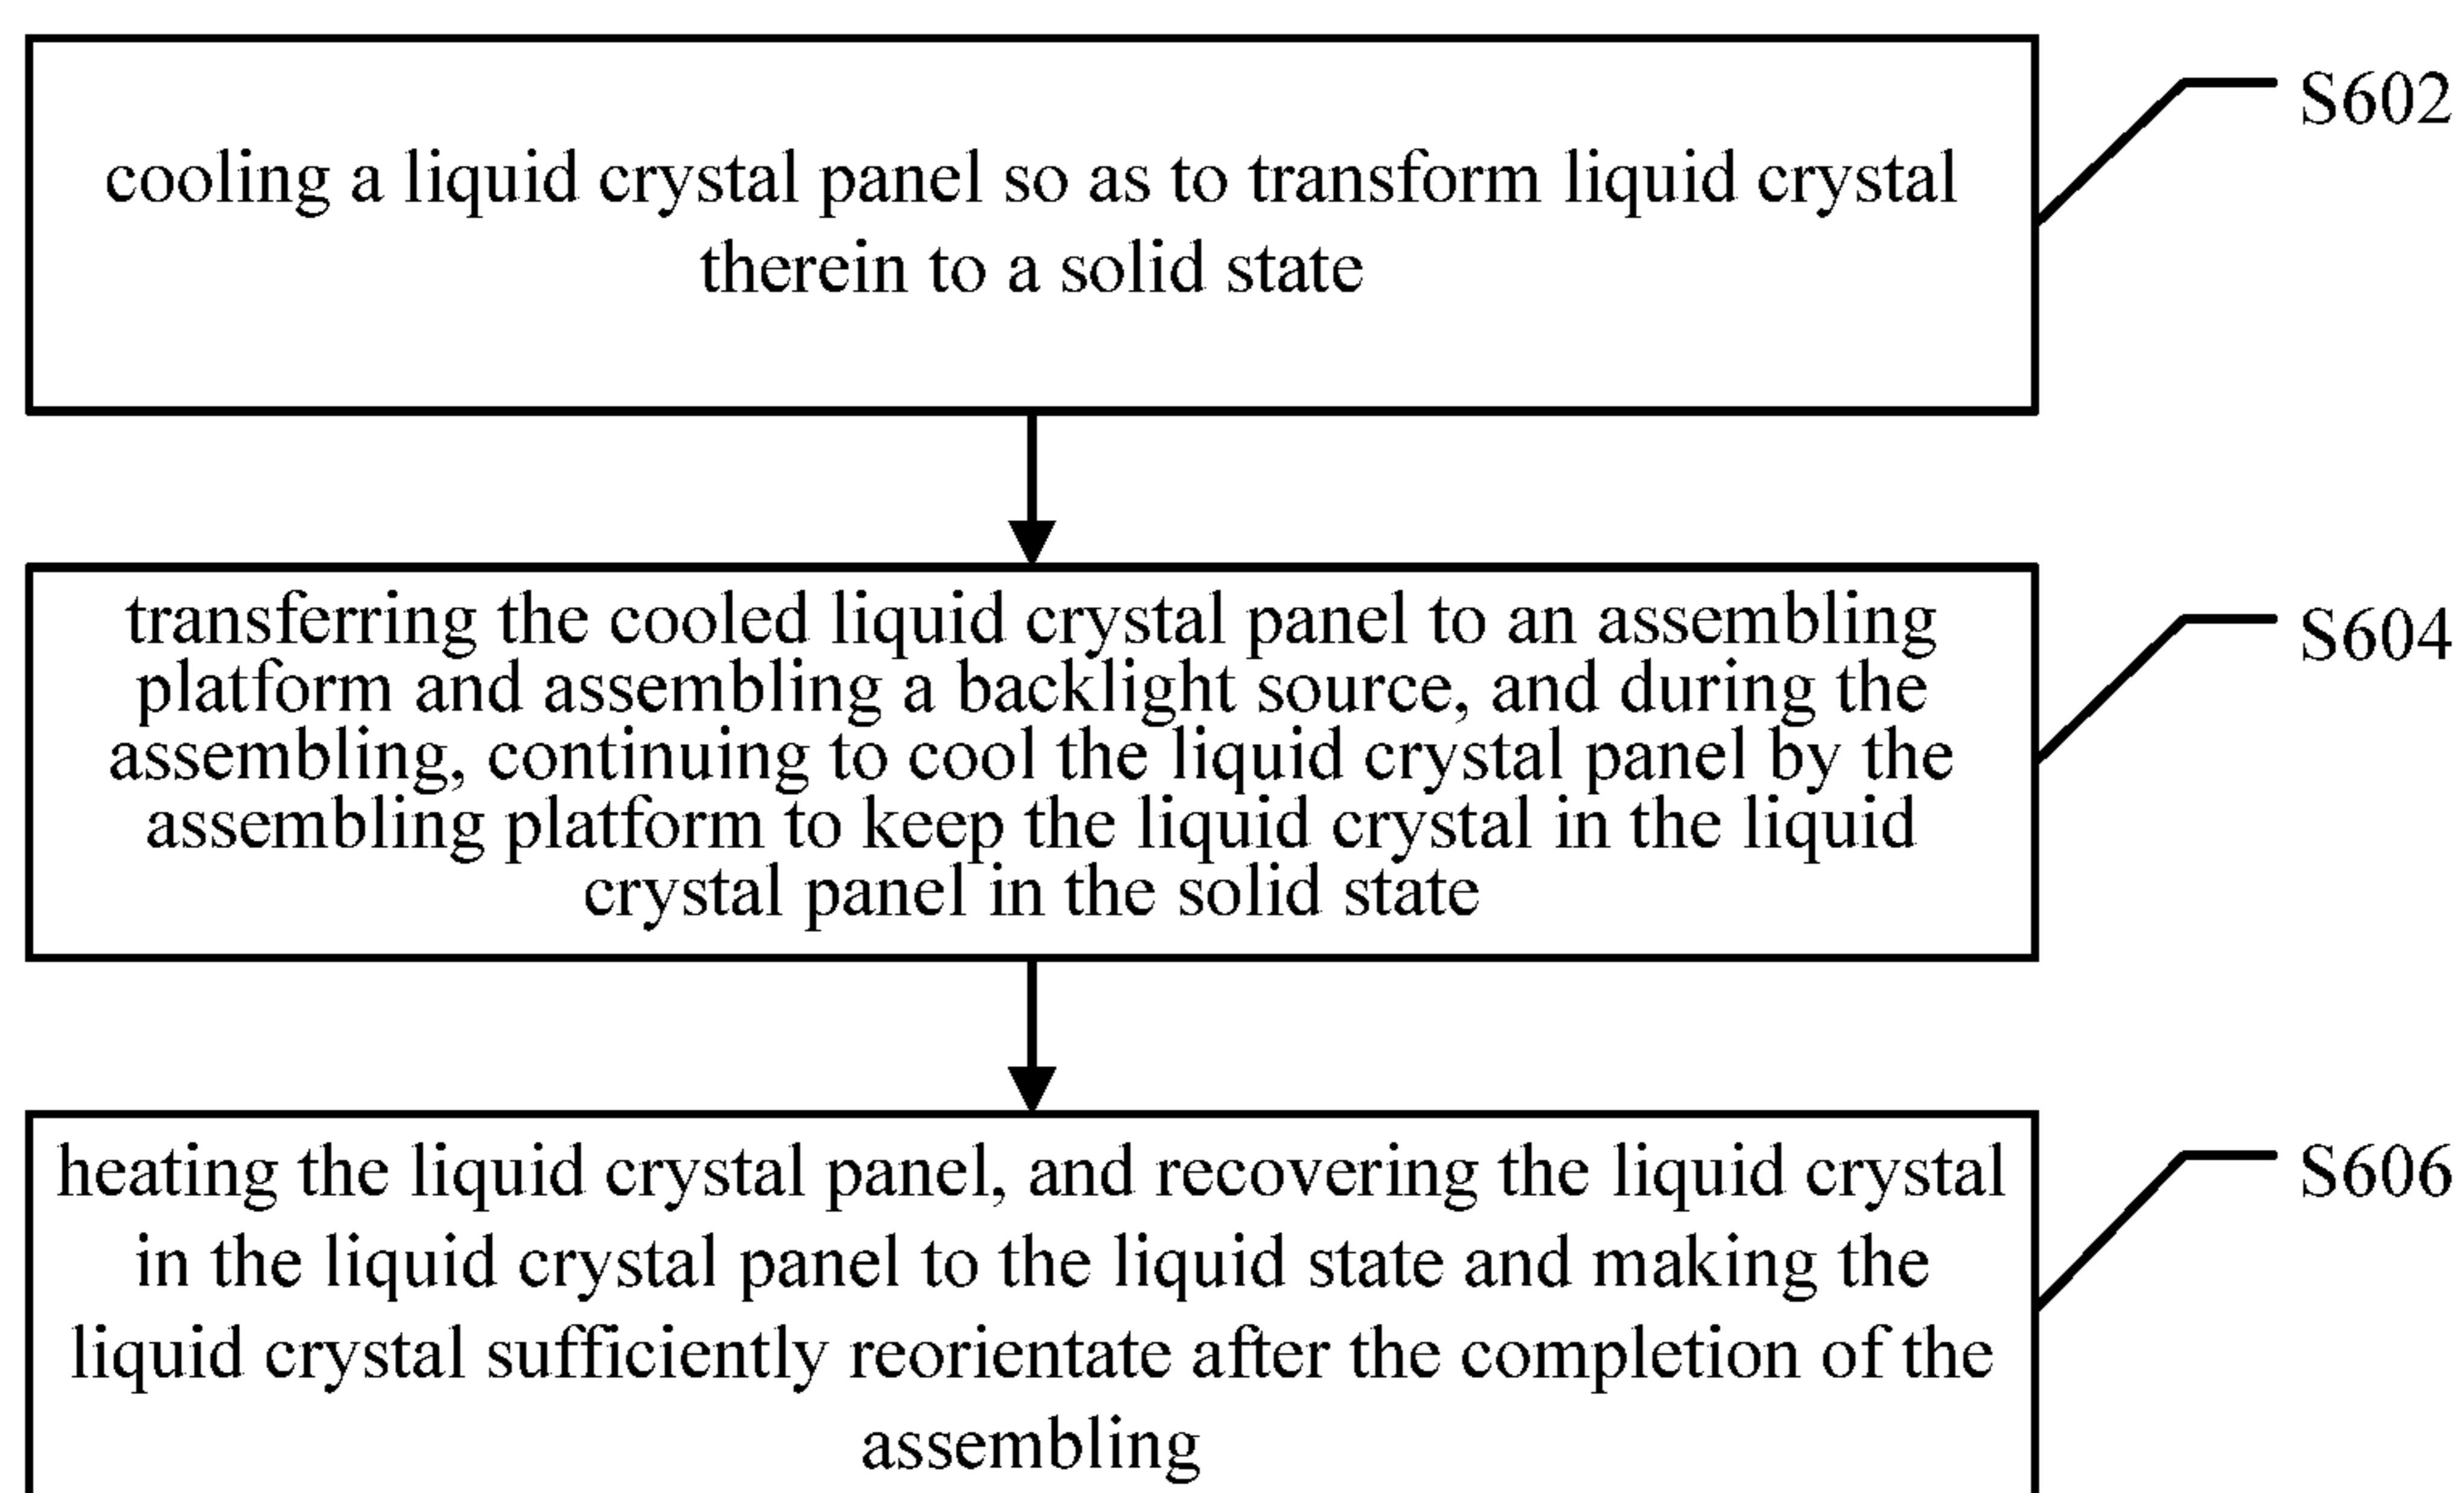 cooling a liquid crystal panel so as to transform liquid crystal
therein to a solid state
S602
transferring the cooled liquid crystal panel to an assembling
platform and assembling a backlight source, and during the
assembling, continuing to cool the liquid crystal panel by the
assembling platform to keep the liquid crystal in the liquid
crystal panel in the solid state
S604
heating the liquid crystal panel, and recovering the liquid crystal
in the liquid crystal panel to the liquid state and making the
liquid crystal sufficiently reorientate after the completion of the
assembling
S606